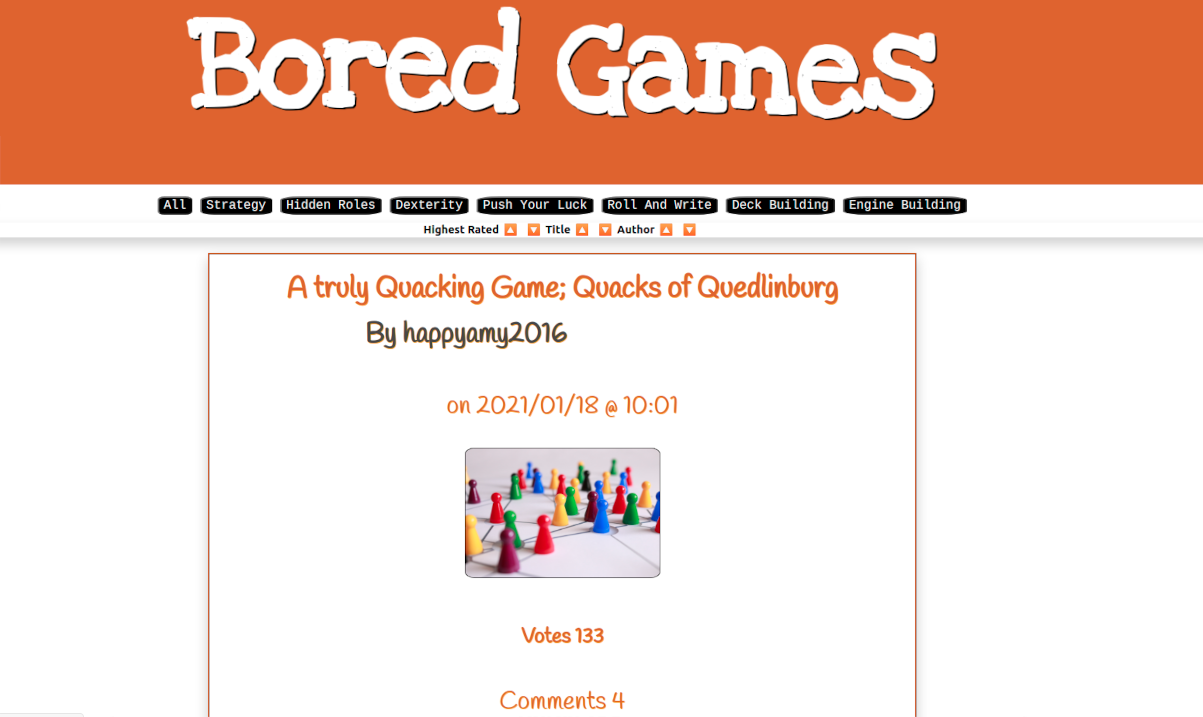 Bored Games
All Strategy Hidden Roles Dexterity Push Your Luck Roll And Write Deck Building Engine Building
Highest Rated 🔼 🔽 Title 🔼 🔽 Author 🔼 🔽
A truly Quacking Game; Quacks of Quedlinburg
By happyamy2016
on 2021/01/18 @ 10:01
Votes 133
Comments 4